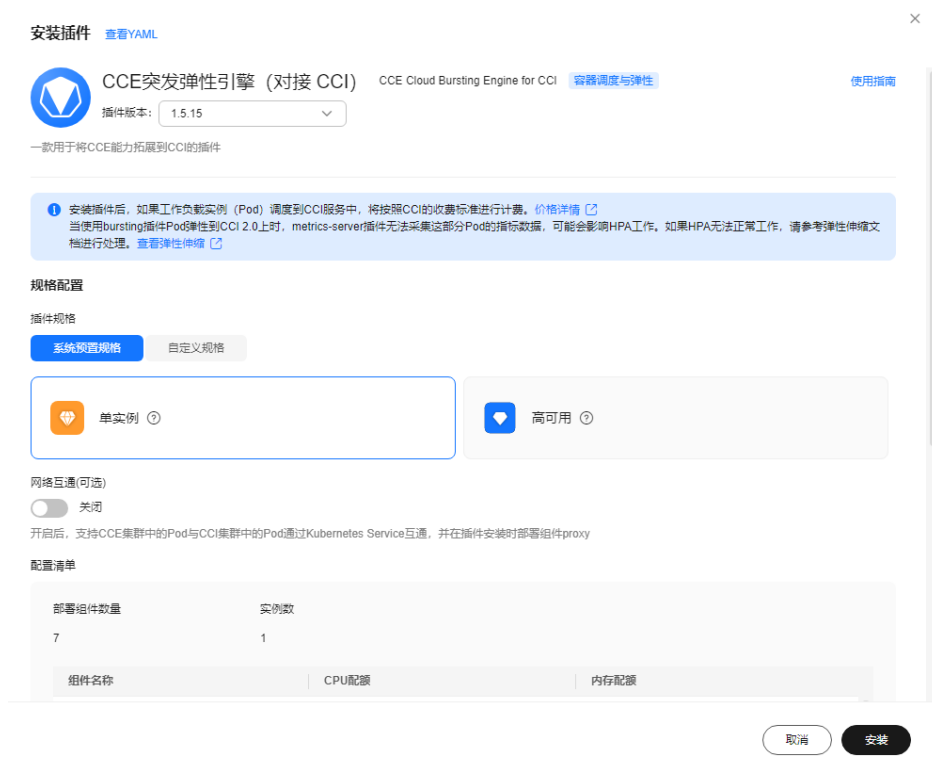 安装插件 查看YAML
CCE突发弹性引擎（对接 CCI） CCE Cloud Bursting Engine for CCI 容器调度与弹性 使用指南
插件版本： 1.5.15
一款用于将CCE能力拓展到CCI的插件
安装插件后，如果工作负载实例（Pod）调度到CCI服务中，将按照CCI的收费标准进行计费。价格详情
当使用bursting插件Pod弹性到CCI 2.0上时，metrics-server插件无法采集这部分Pod的指标数据，可能会影响HPA工作。如果HPA无法正常工作，请参考弹性伸缩文
档进行处理。查看弹性伸缩
规格配置
插件规格
系统预置规格 自定义规格
单实例 高可用
网络互通(可选)
关闭
开启后，支持CCE集群中的Pod与CCI集群中的Pod通过Kubernetes Service互通，并在插件安装时部署组件proxy
配置清单
部署组件数量 实例数
7 1
组件名称 CPU配额 内存配额
取消 安装